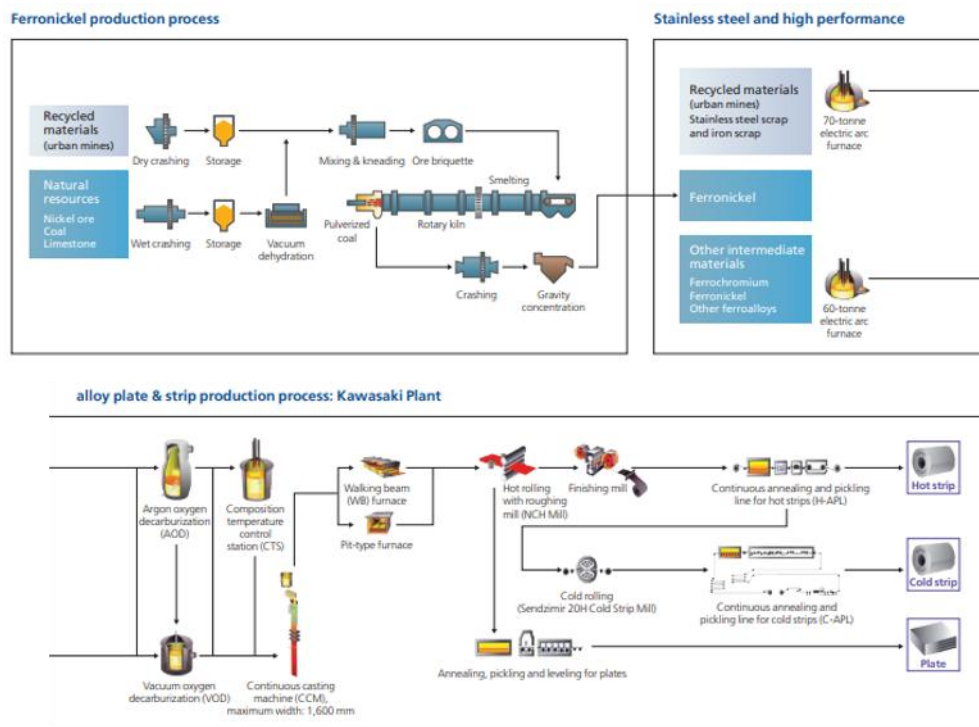 Ferronickel production process
Stainless steel and high performance
Recycled
materials
(urban mines)
Dry crashing
Storage
Mixing & kneading
Ore briquette
Natural
resources
Nickel ore
Coal
Limestone
Wet crashing
Storage
Vacuum
dehydration
Smelting
Pulverized
coal
Rotary kiln
Crashing
Gravity
concentration
Recycled materials
(urban mines)
Stainless steel scrap
and iron scrap
70-tonne
electric arc
furnace
Ferronickel
Other intermediate
materials
Ferrochromium
Ferronickel
Other ferroalloys
60-tonne
electric arc
furnace
alloy plate & strip production process: Kawasaki Plant
Argon oxygen
decarburization
(AOD)
Composition
temperature
control
station (CTS)
Walking beam
(WB) furnace
Pit-type furnace
Hot rolling
with roughing
mill (NCH Mill)
Finishing mill
Continuous annealing and pickling
line for hot strips (H-APL)
Hot strip
Cold rolling
(Sendzimir 20H Cold Strip Mill)
Continuous annealing and
pickling line for cold strips (C-APL)
Cold strip
Vacuum oxygen
decarburization (VOD)
Continuous casting
machine (CCM),
maximum width: 1,600 mm
Annealing, pickling and leveling for plates
Plate